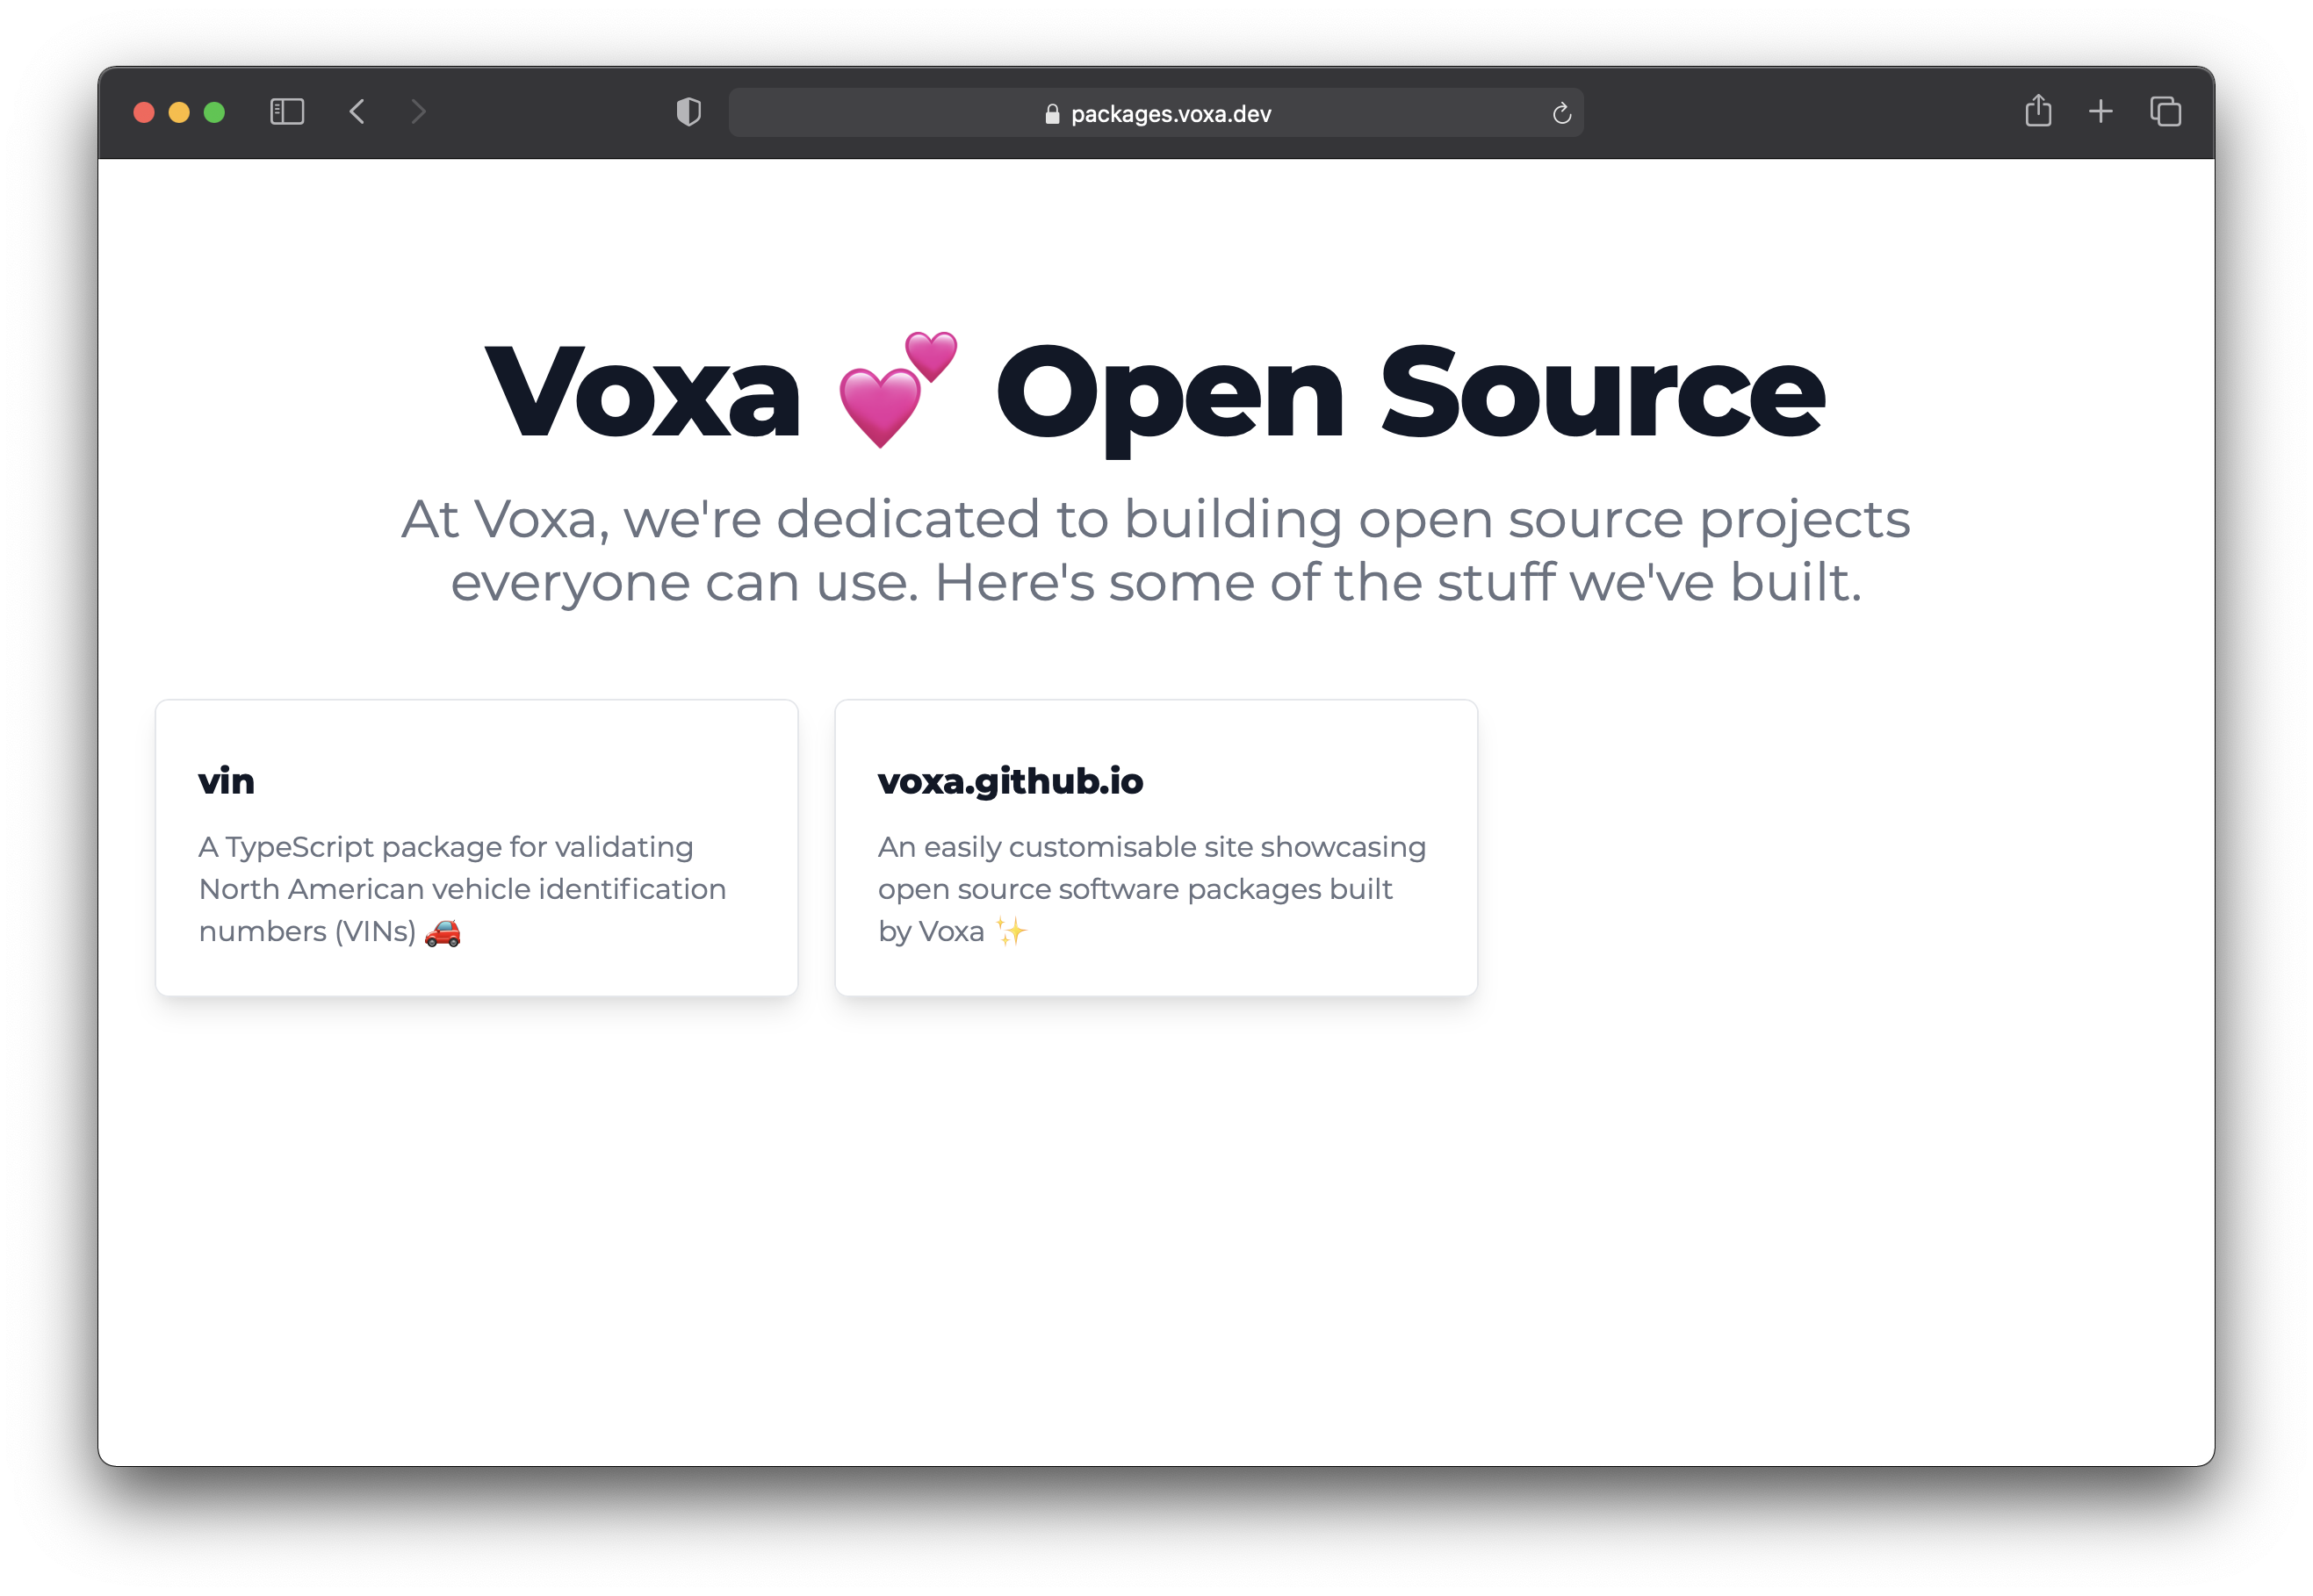 packages.voxa.dev
Voxa 💕 Open Source
At Voxa, we're dedicated to building open source projects
everyone can use. Here's some of the stuff we've built.
vin
A TypeScript package for validating
North American vehicle identification
numbers (VINs) 🚗
voxa.github.io
An easily customisable site showcasing
open source software packages built
by Voxa ✨